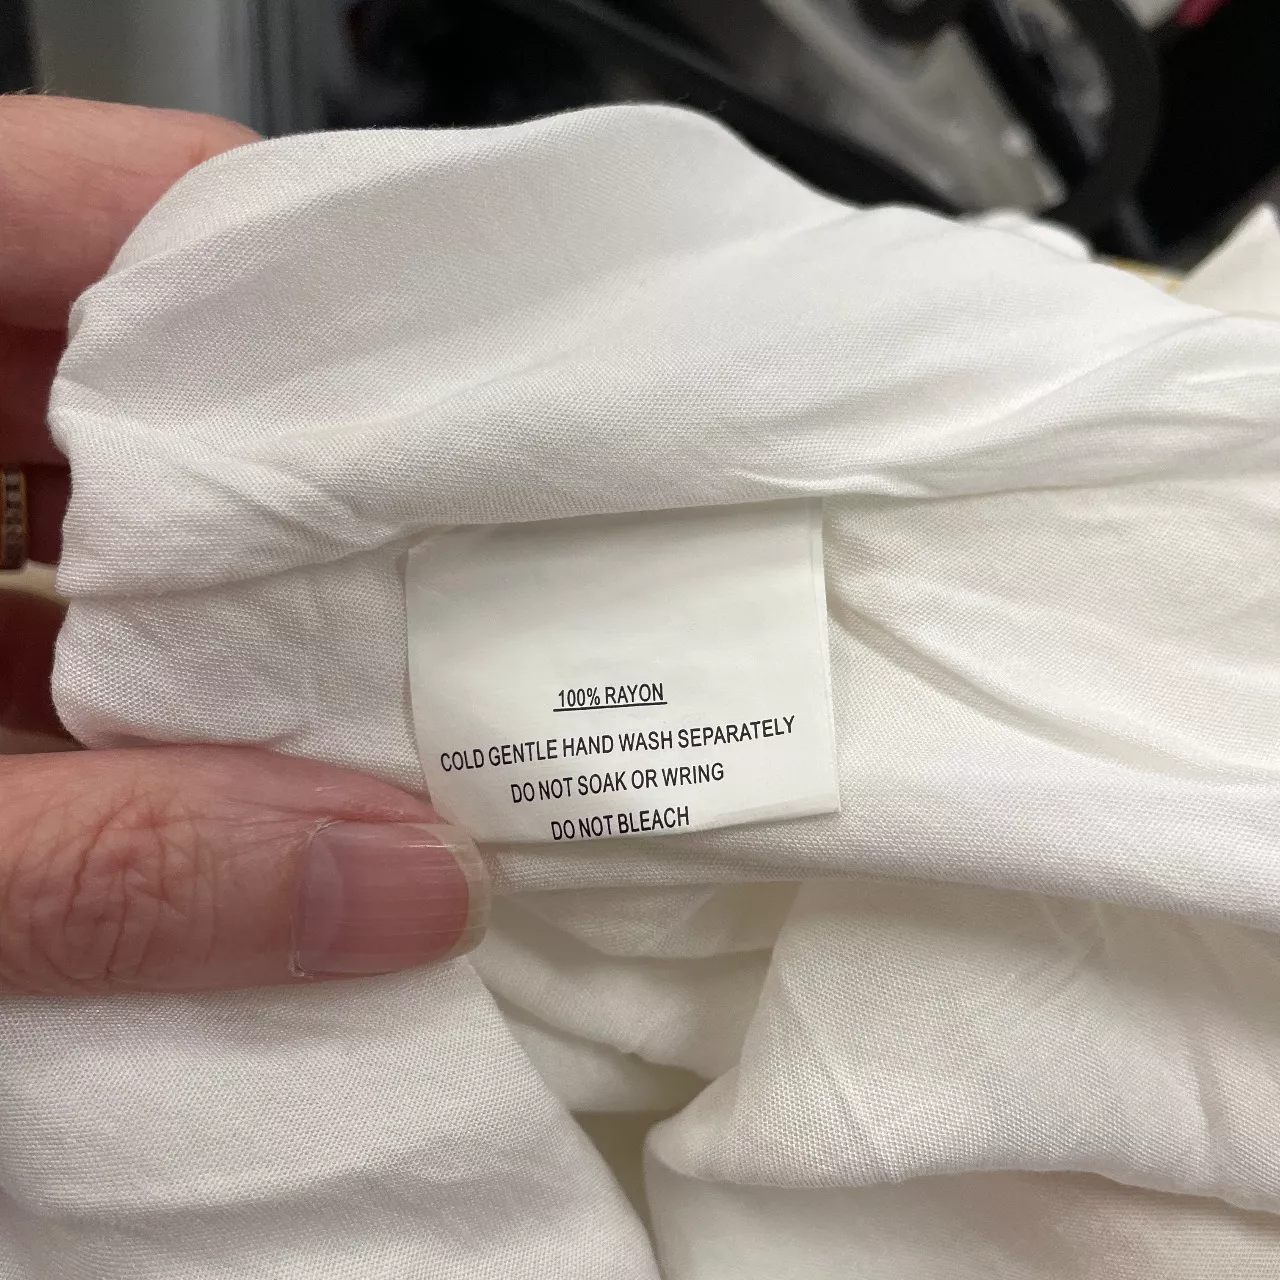 100% RAYON
COLD GENTLE HAND WASH SEPARATELY
DO NOT SOAK OR WRING
DO NOT BLEACH